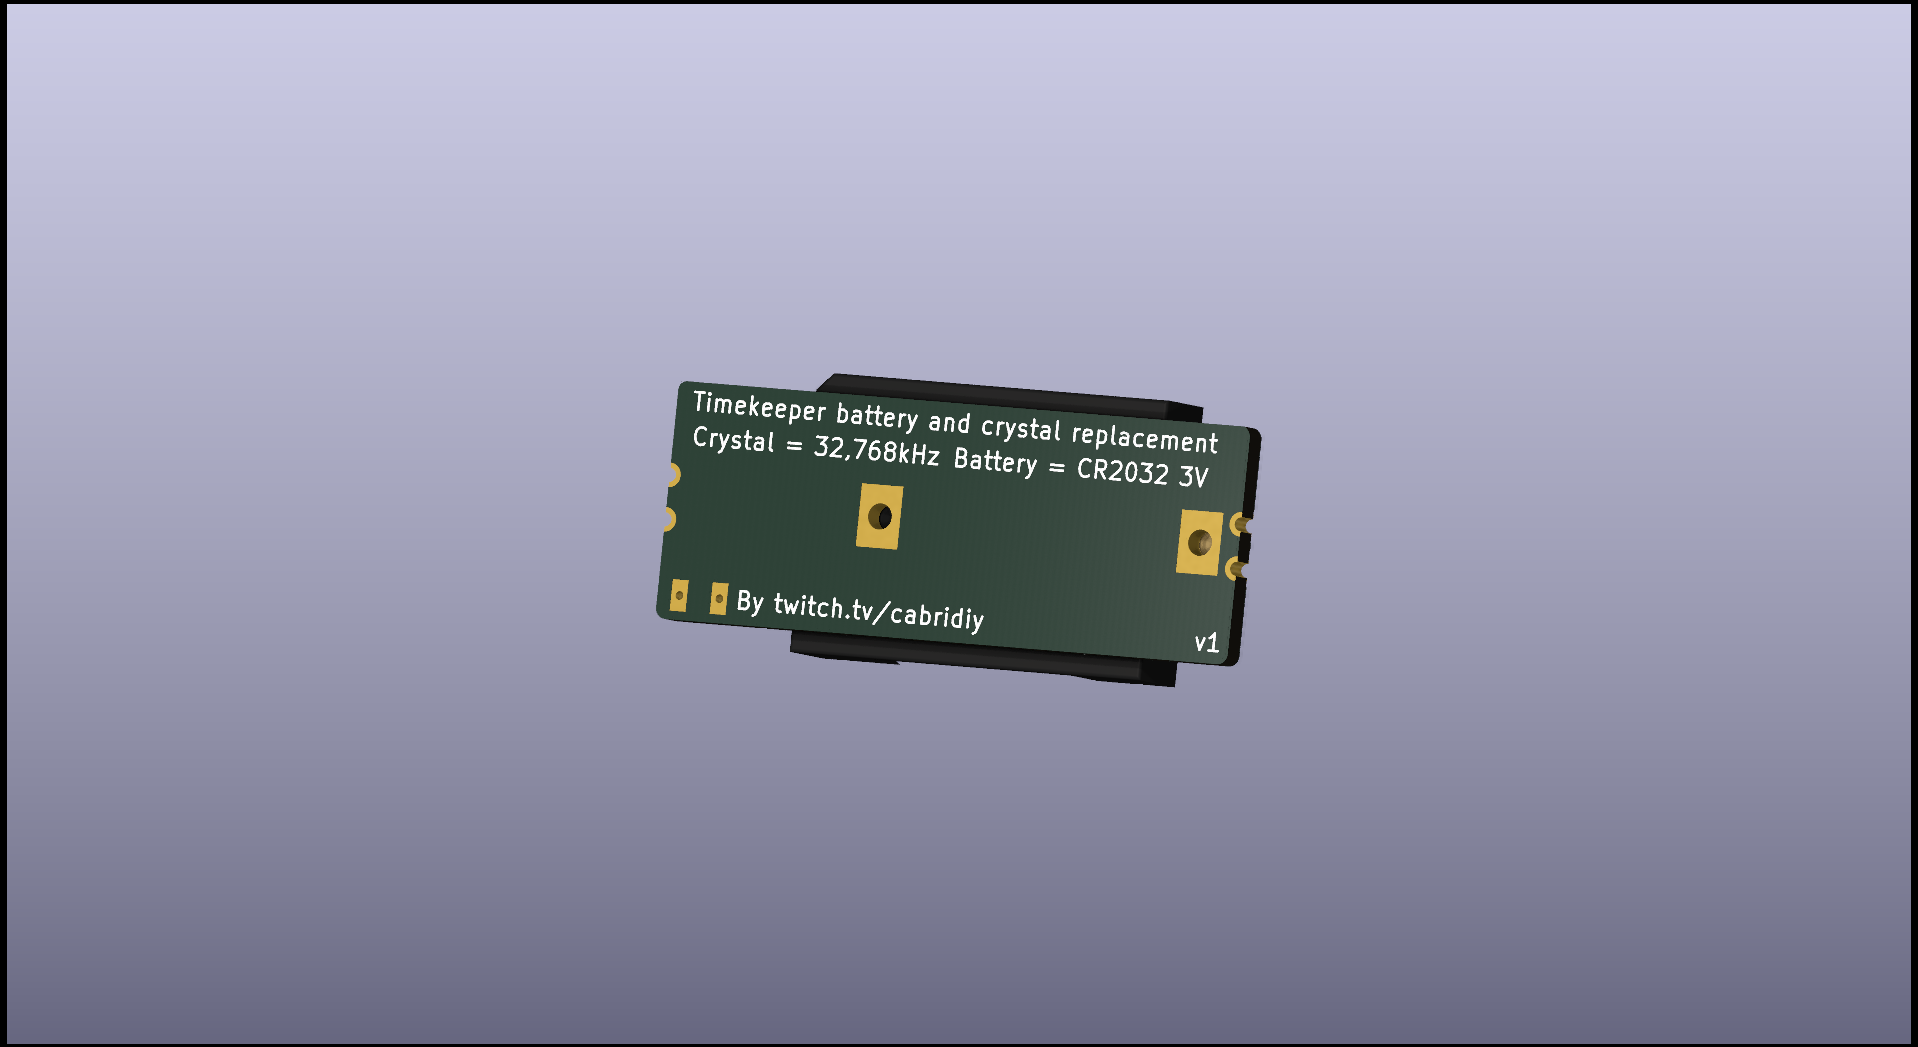 Timekeeper battery and crystal replacement
Crystal = 32,768kHz Battery = CR2032 3V
By twitch.tv/cabridiy
v1